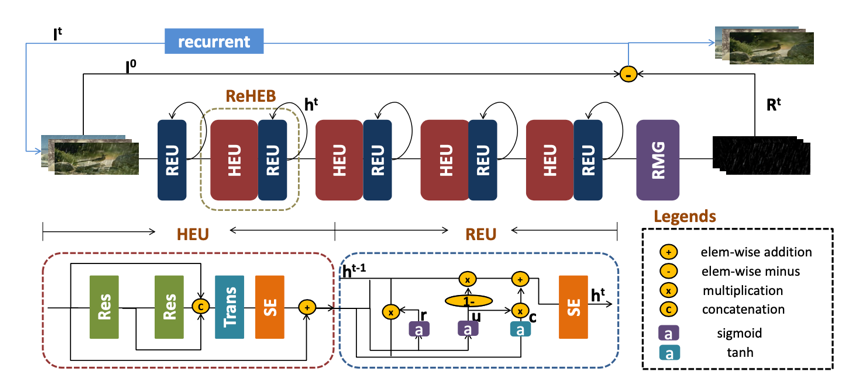 I^t
recurrent
I^0
-
ReHEB
h^t
R^t
REU
HEU
REU
HEU
REU
HEU
REU
HEU
REU
RMG
HEU
REU
Legends
Res
Res
c
Trans
SE
+
h^t-1
x
+
1-
x
r
a
u
a
x
c
a
SE
h^t
+ elem-wise addition
- elem-wise minus
x multiplication
c concatenation
a sigmoid
a tanh